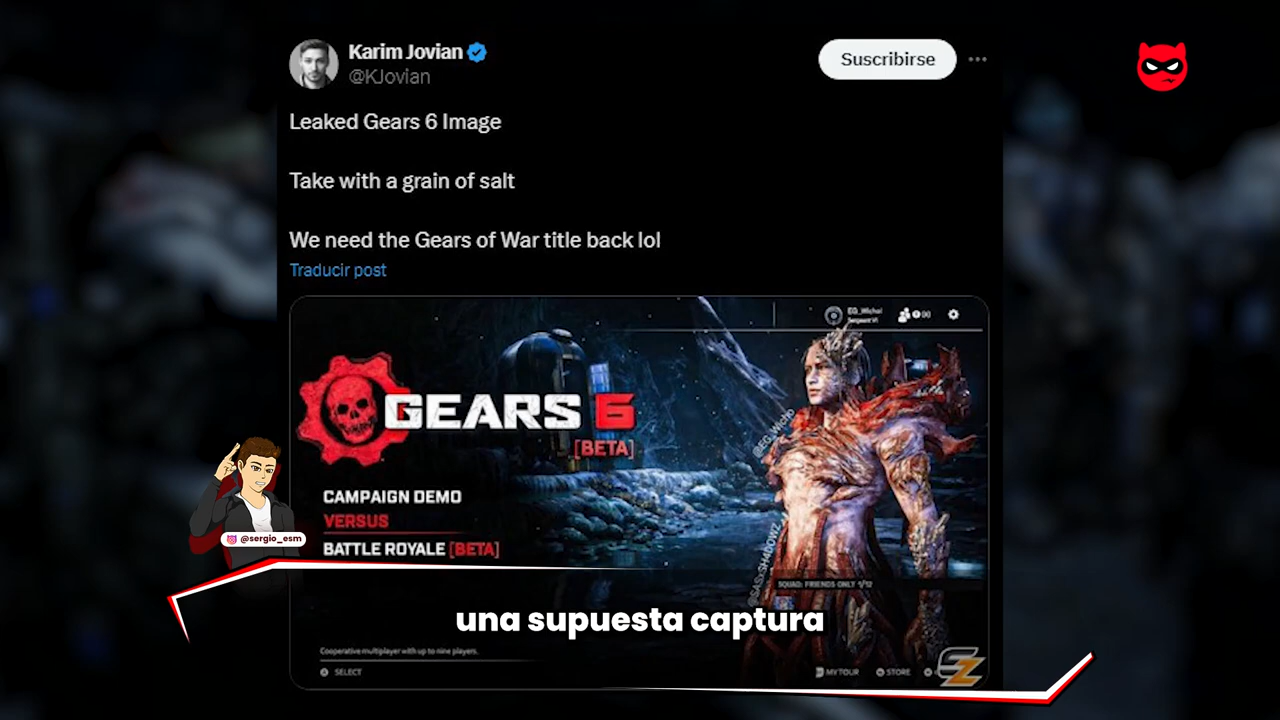 Karim Jovian
@KJovian
Suscribirse
Leaked Gears 6 Image
Take with a grain of salt
We need the Gears of War title back lol
Traducir post
GEARS 6
[BETA]
CAMPAIGN DEMO
VERSUS
BATTLE ROYALE [BETA]
@sergio_esm
SQUAD: FRIENDS ONLY 1/12
una supuesta captura
Cooperative multiplayer with up to nine players.
SELECT
MY TOUR
STORE